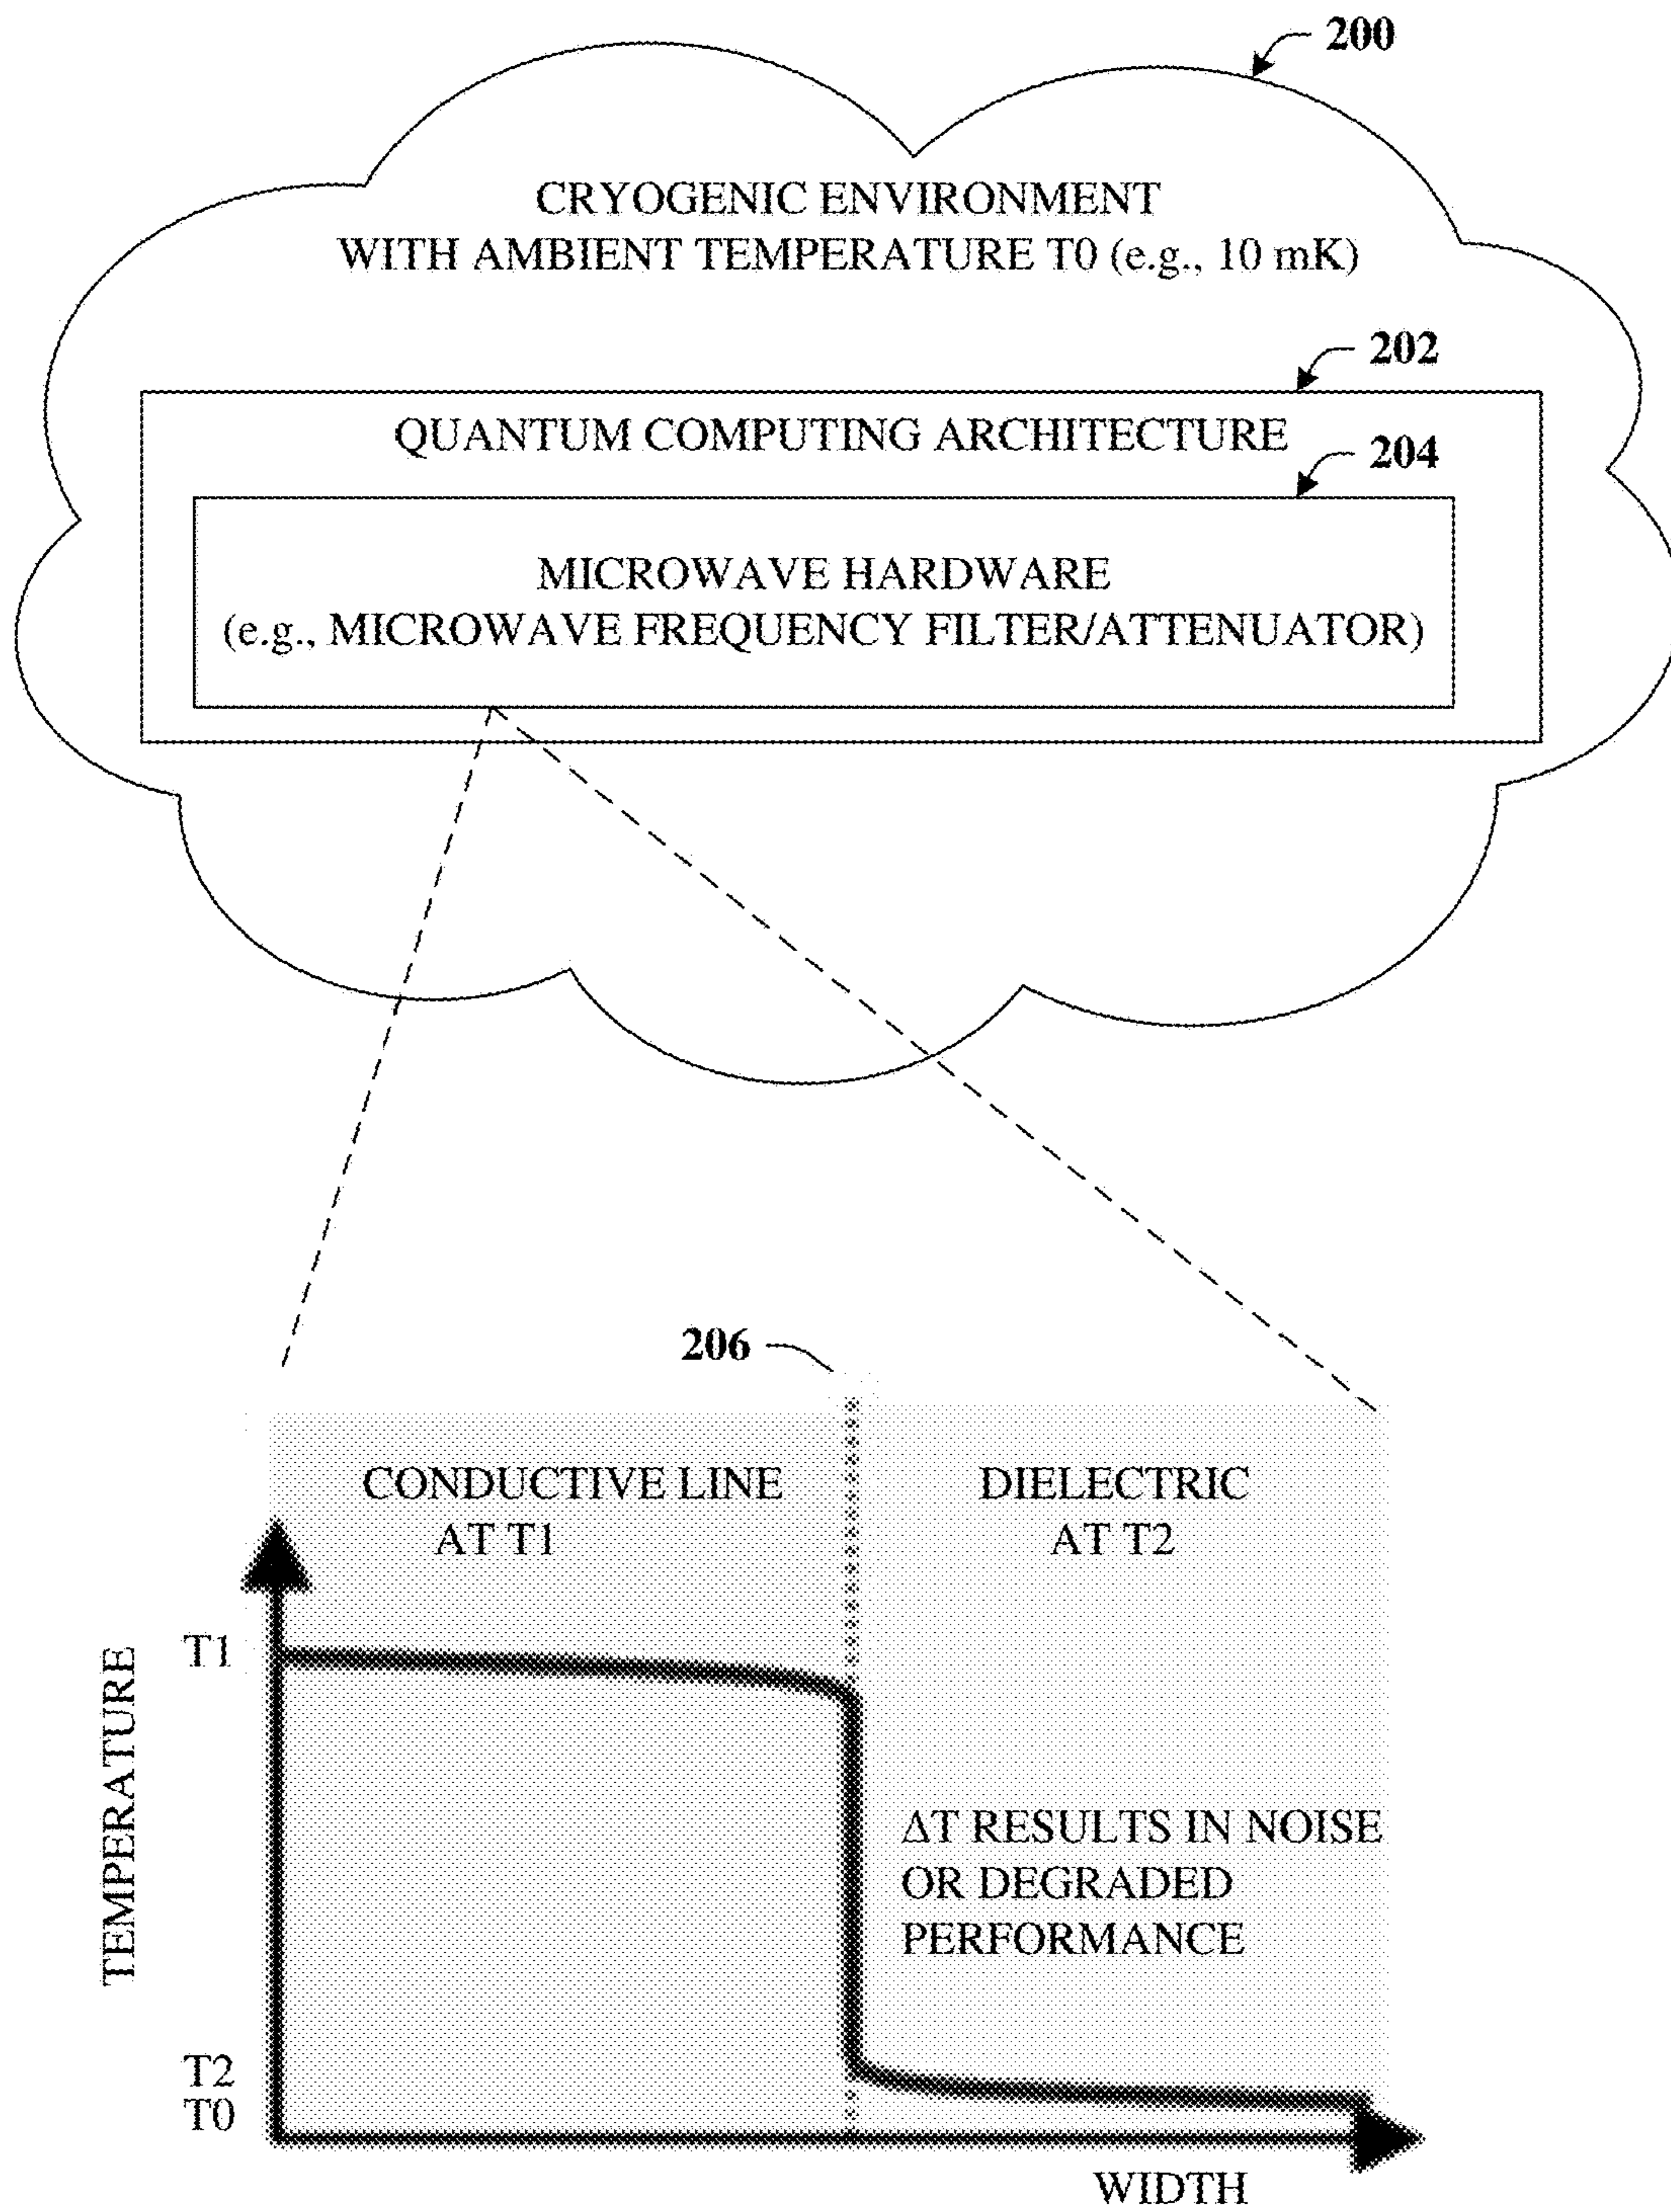 200
CRYOGENIC ENVIRONMENT
WITH AMBIENT TEMPERATURE T0 (e.g., 10 mK)
202
QUANTUM COMPUTING ARCHITECTURE
204
MICROWAVE HARDWARE
(e.g., MICROWAVE FREQUENCY FILTER/ATTENUATOR)
206
CONDUCTIVE LINE
AT T1
DIELECTRIC
AT T2
TEMPERATURE
T1
ΔT RESULTS IN NOISE
OR DEGRADED
PERFORMANCE
T2
T0
WIDTH